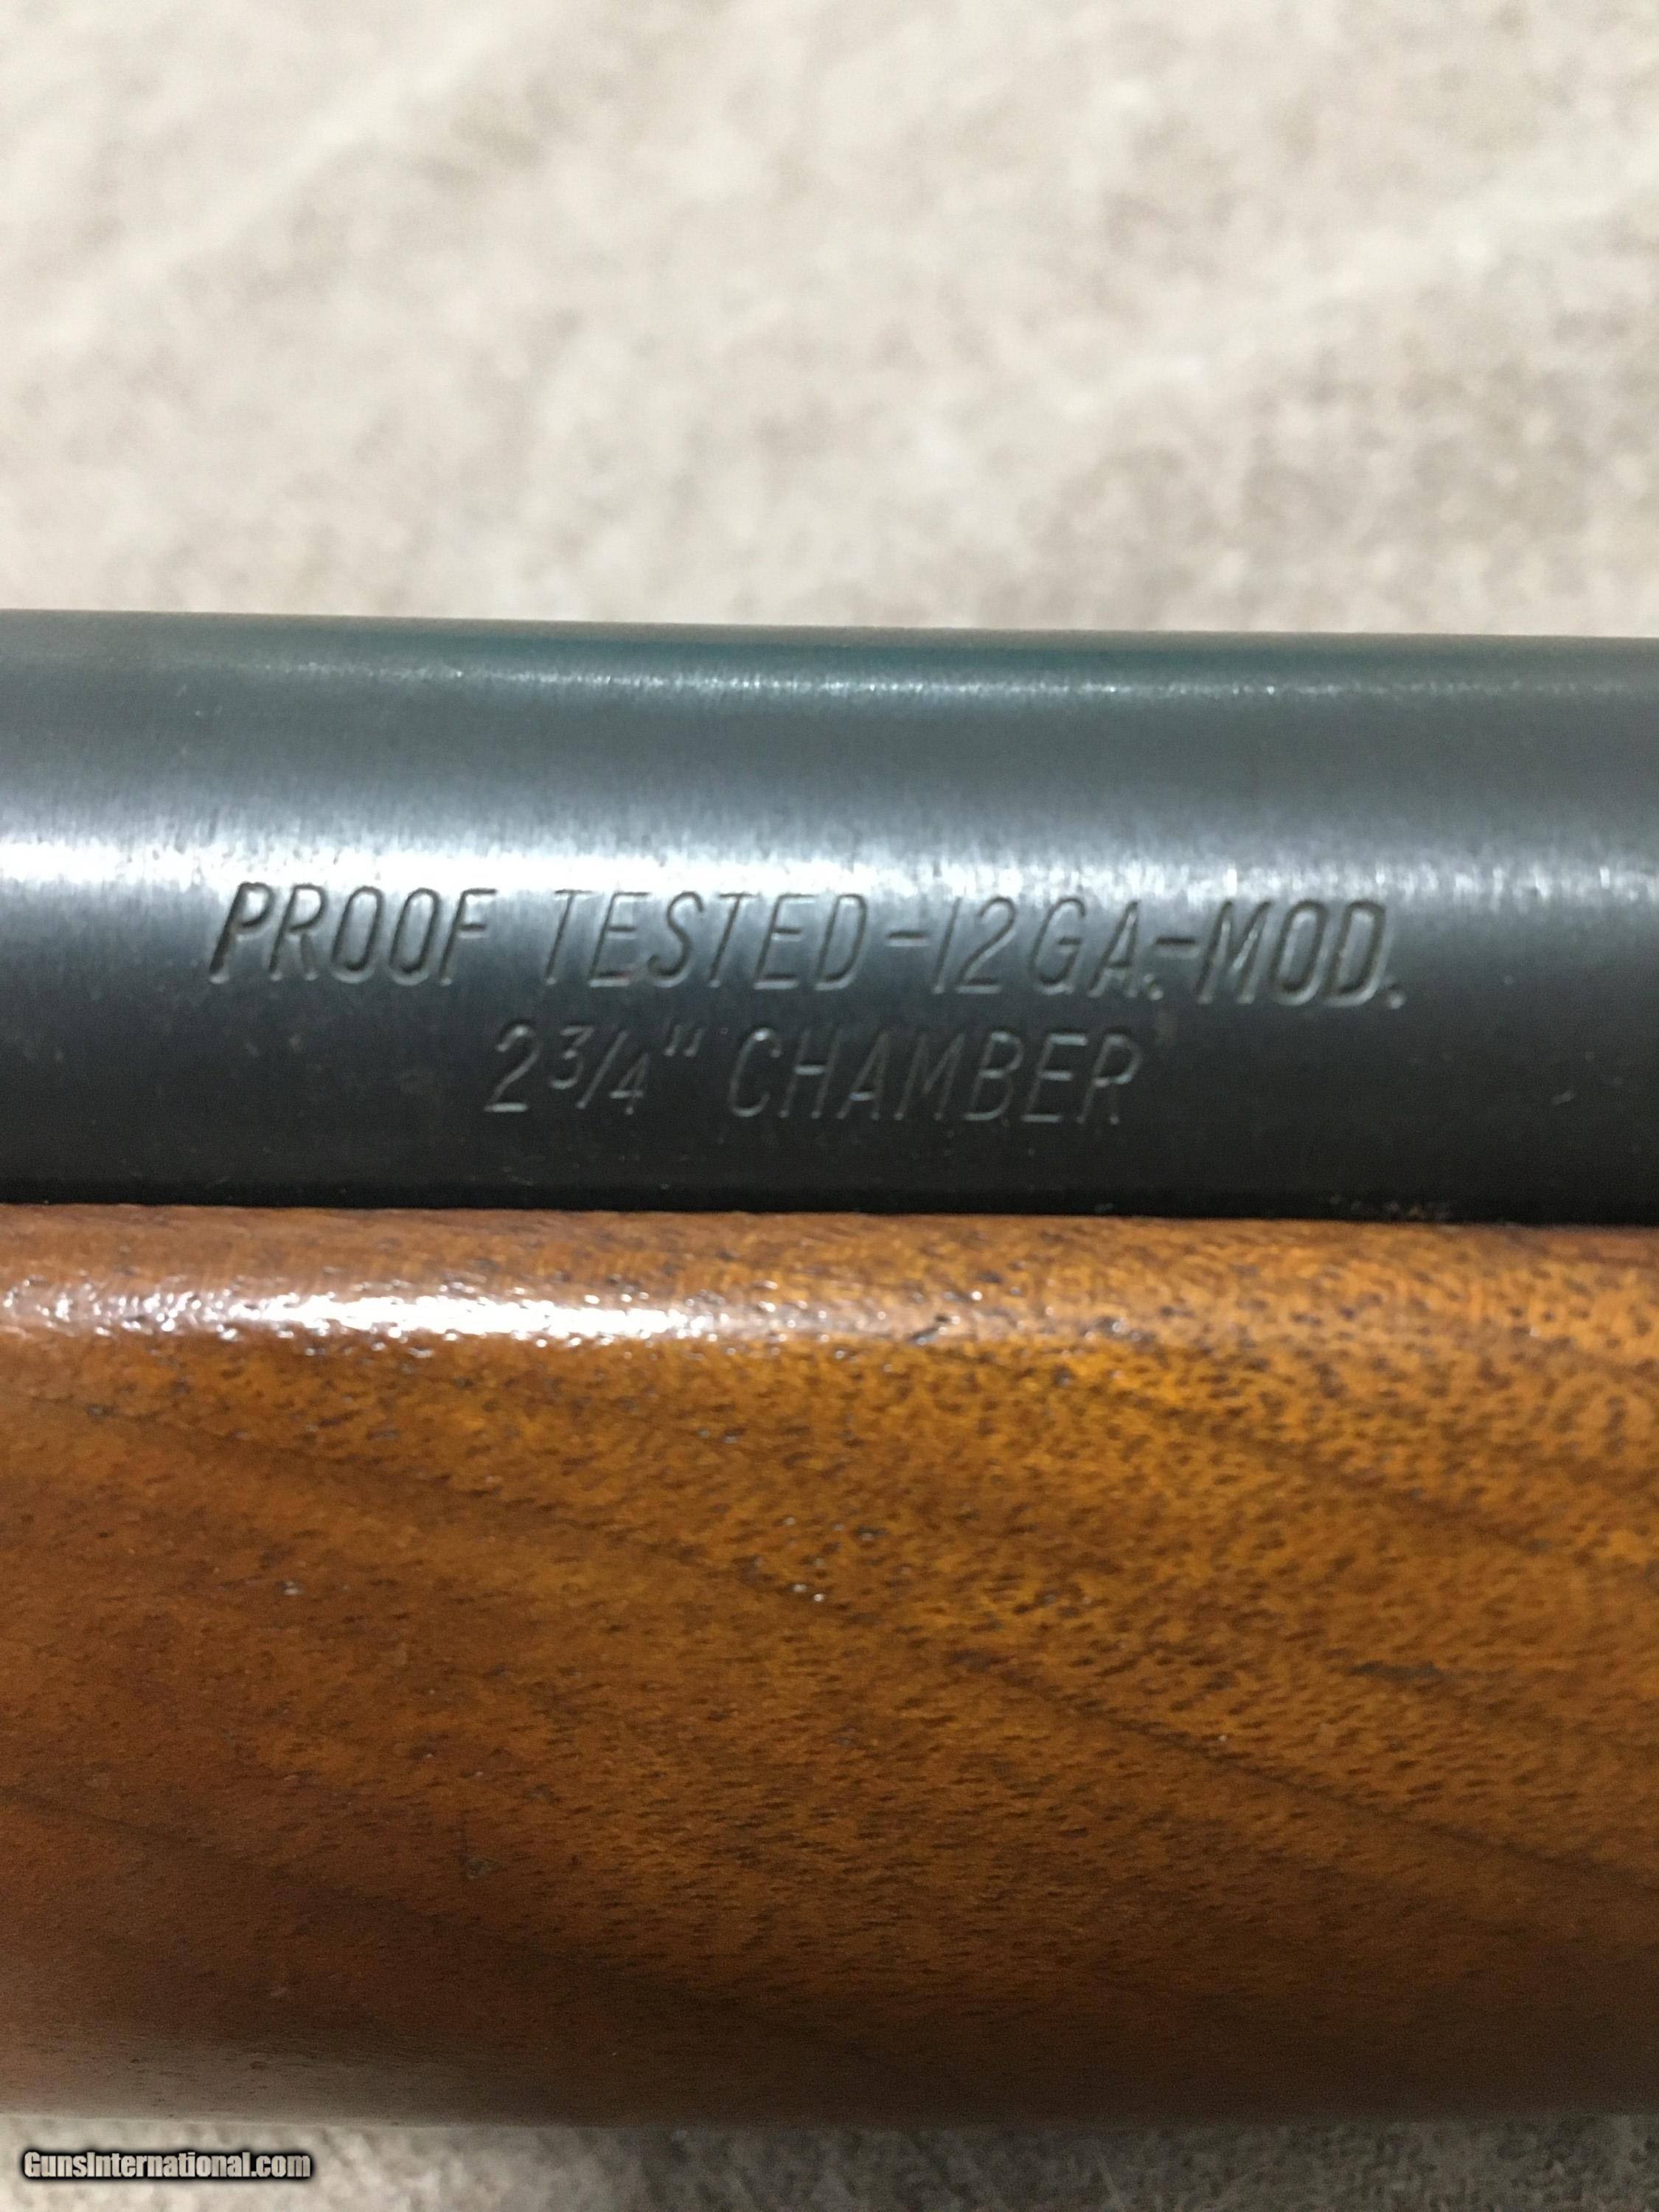 PROOF TESTED-12GA.-MOD.
2¾" CHAMBER
GunsInternational.com